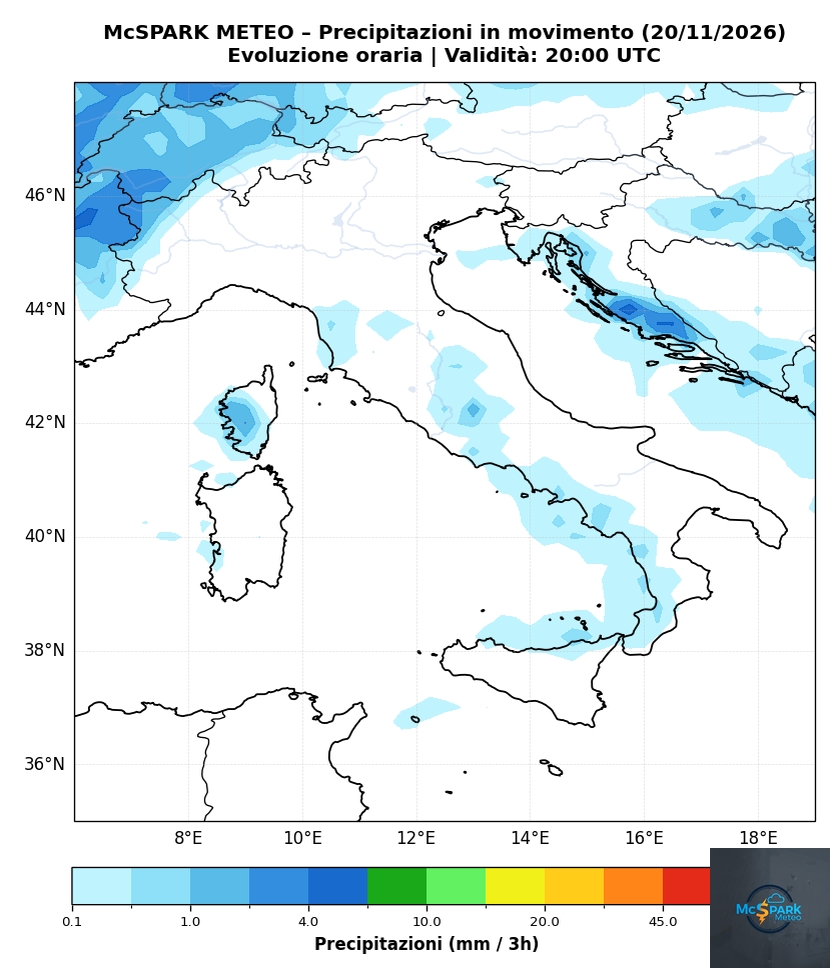 McSPARK METEO – Precipitazioni in movimento (20/11/2026)
Evoluzione oraria | Validità: 20:00 UTC
46°N
44°N
42°N
40°N
38°N
36°N
8°E 10°E 12°E 14°E 16°E 18°E
0.1 1.0 4.0 10.0 20.0 45.0
Precipitazioni (mm / 3h)
McSPARK
Meteo